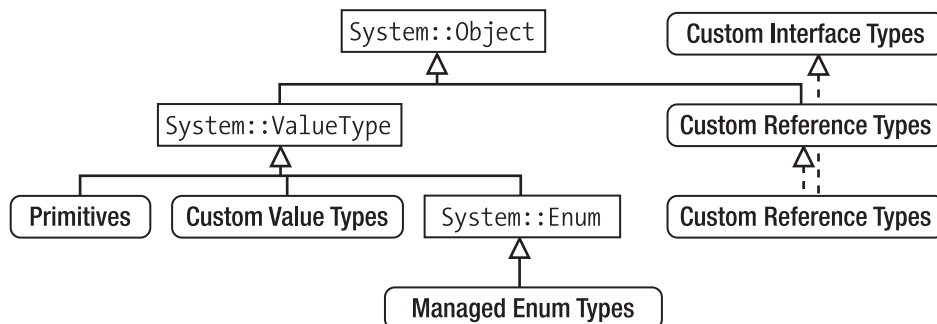 System::Object
Custom Interface Types
System::ValueType
Custom Reference Types
Primitives
Custom Value Types
System::Enum
Custom Reference Types
Managed Enum Types